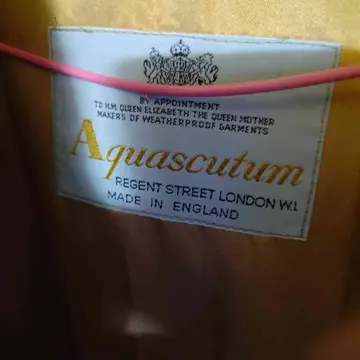 BY APPOINTMENT
TO H.M. QUEEN ELIZABETH THE QUEEN MOTHER
MAKERS OF WEATHERPROOF GARMENTS
Aquascutum
REGENT STREET LONDON W.1
MADE IN ENGLAND